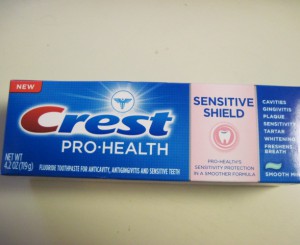 NEW
Crest
PRO-HEALTH
NET WT
4.2 OZ (119g)
FLUORIDE TOOTHPASTE FOR ANTICAVITY, ANTIGINGIVITIS AND SENSITIVE TEETH
SENSITIVE
SHIELD
PRO-HEALTH'S
SENSITIVITY PROTECTION
IN A SMOOTHER FORMULA
CAVITIES
GINGIVITIS
PLAQUE
SENSITIVITY
TARTAR
WHITENING
FRESHENS
BREATH
SMOOTH